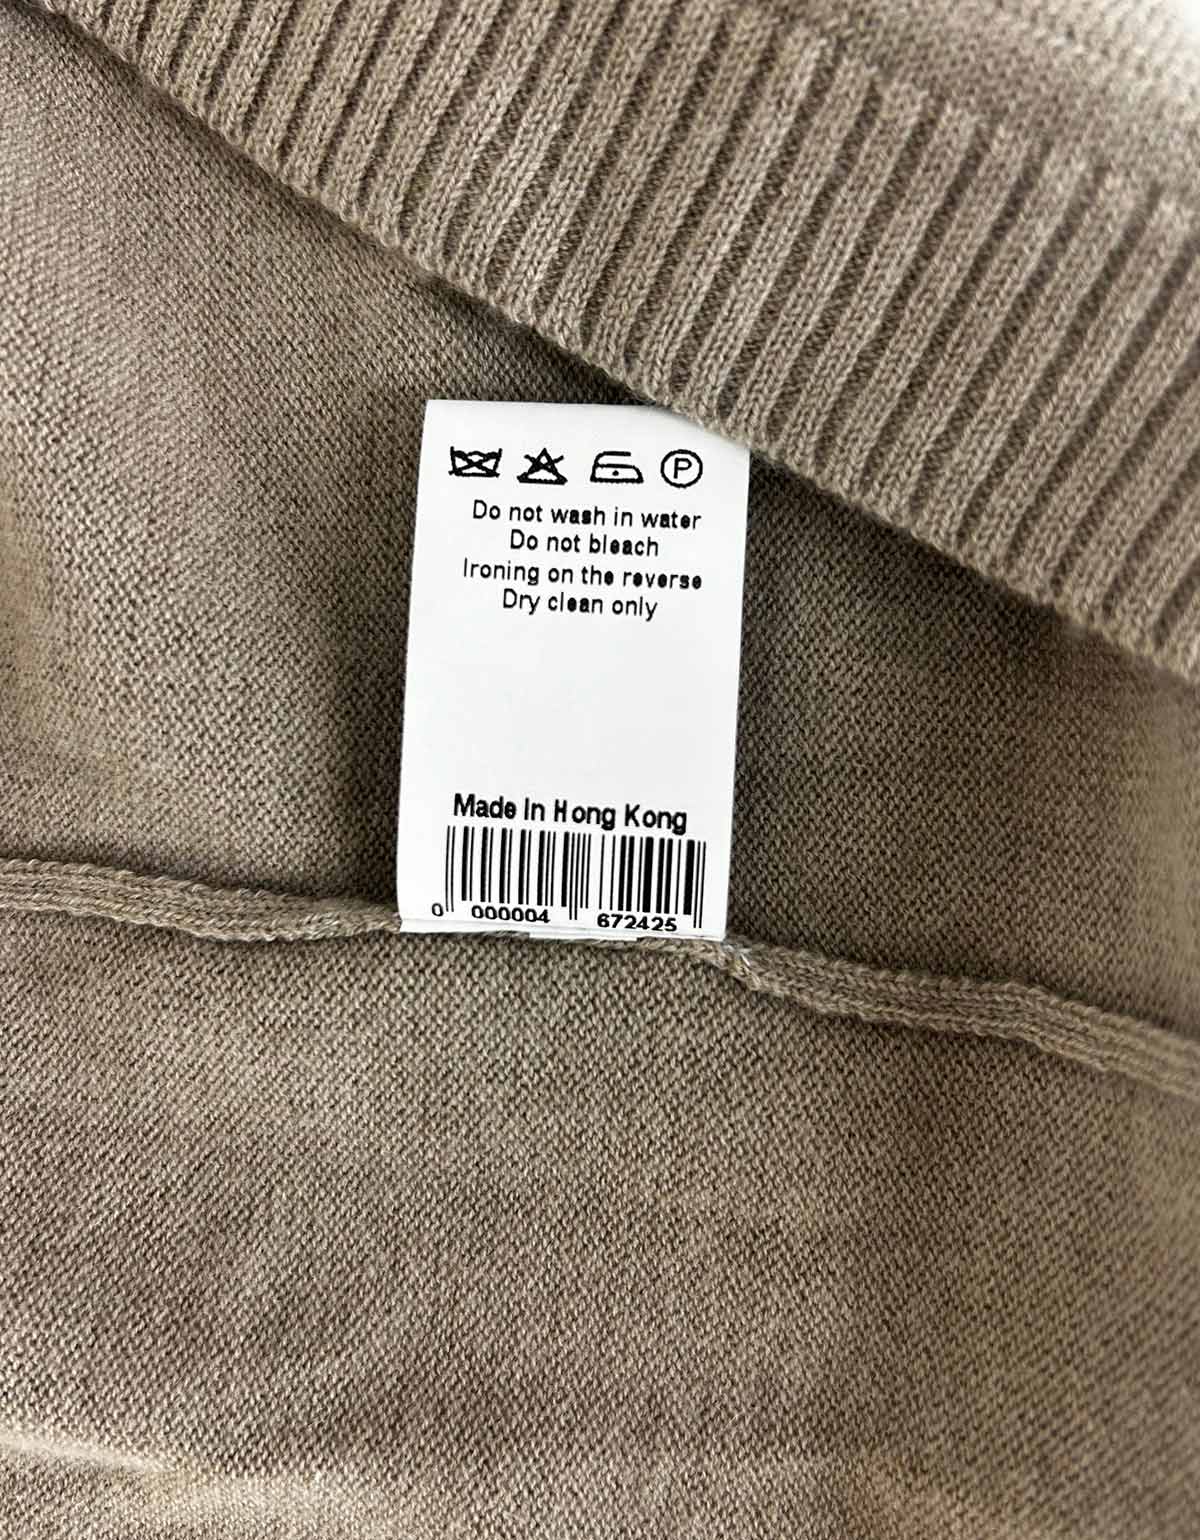 P
Do not wash in water
Do not bleach
Ironing on the reverse
Dry clean only
Made In Hong Kong
0 000004 672425